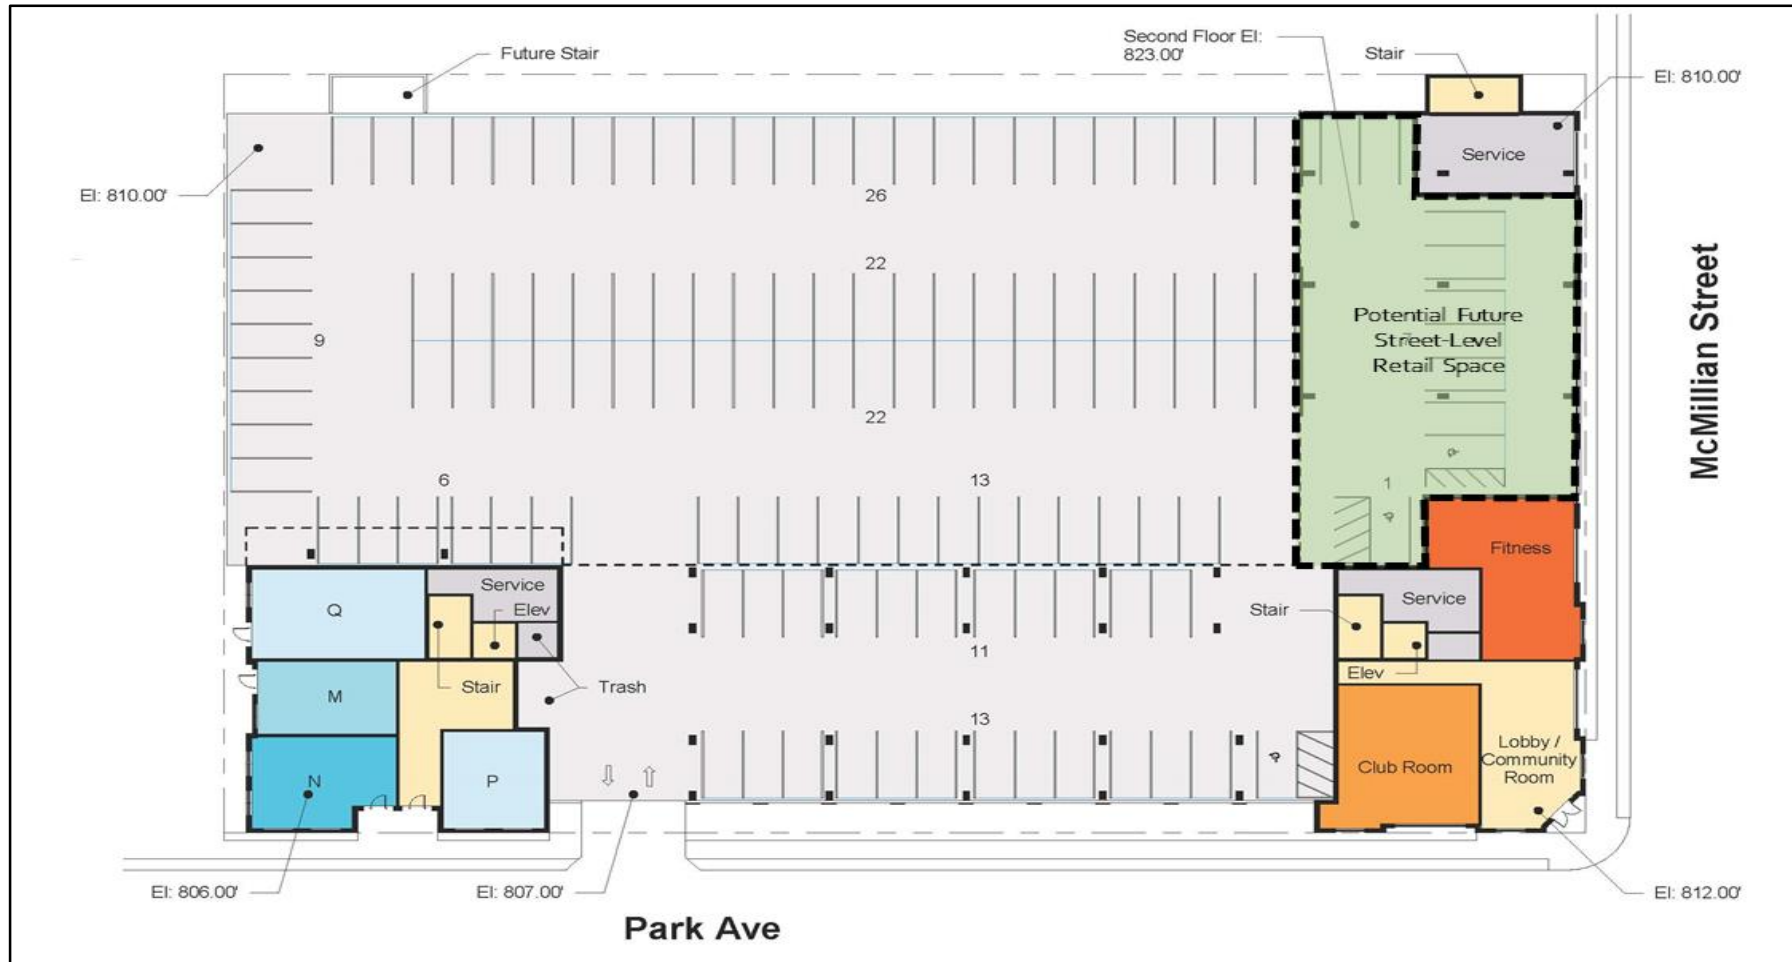 Future Stair
Second Floor El:
823.00'
Stair
El: 810.00'
El: 810.00'
Service
26
22
Potential Future
Street-Level
Retail Space
9
22
6
13
1
Fitness
McMillian Street
Q
Service
Elev
Stair
Service
11
M
Stair
Trash
Elev
13
N
P
Club Room
Lobby /
Community
Room
El: 806.00'
El: 807.00'
El: 812.00'
Park Ave